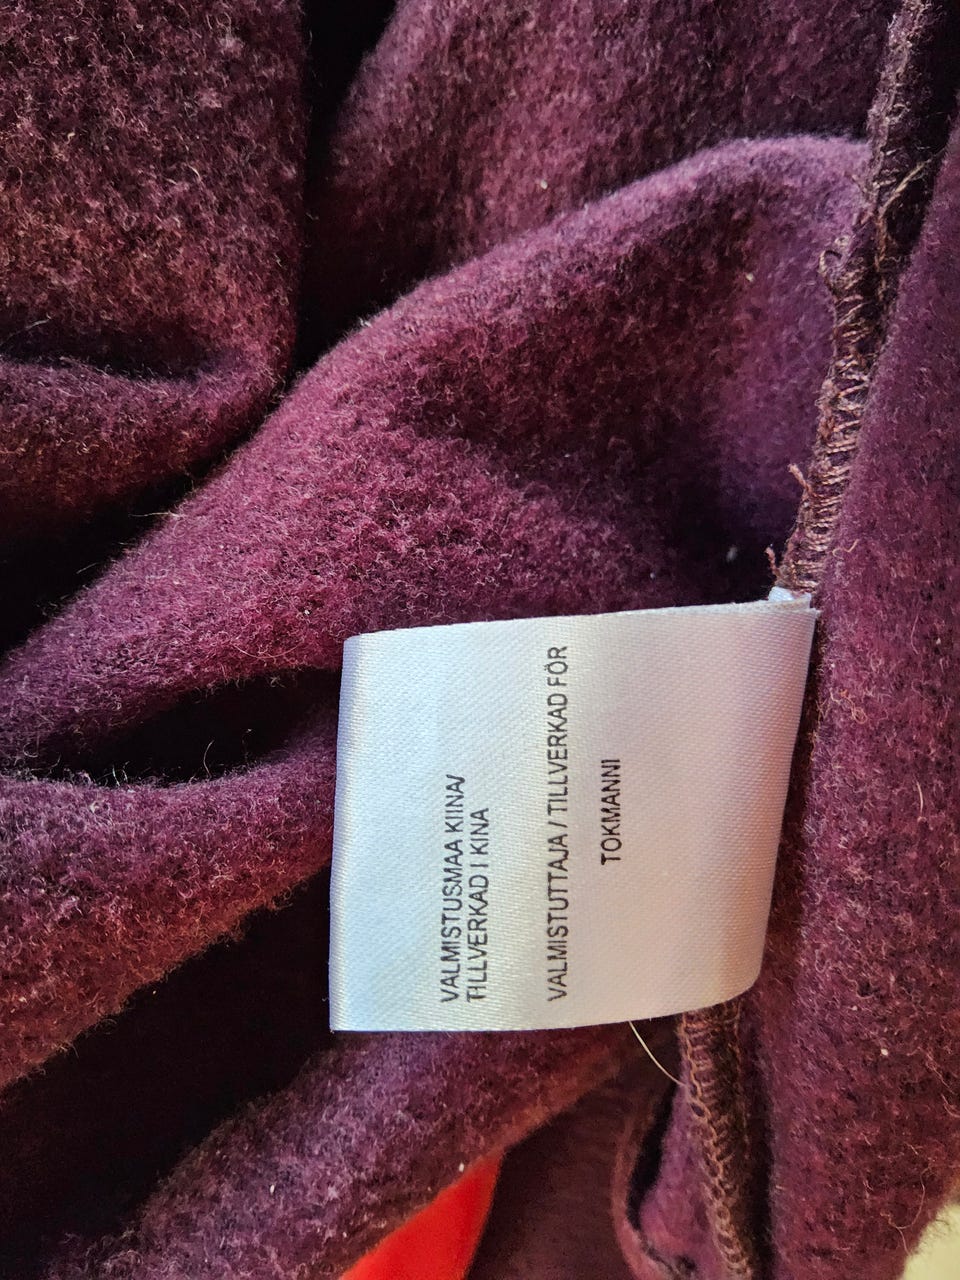 VALMISTUSMAA KIINA/
TILLVERKAD I KINA
VALMISTUTTAJA / TILLVERKAD FÖR
TOKMANNI